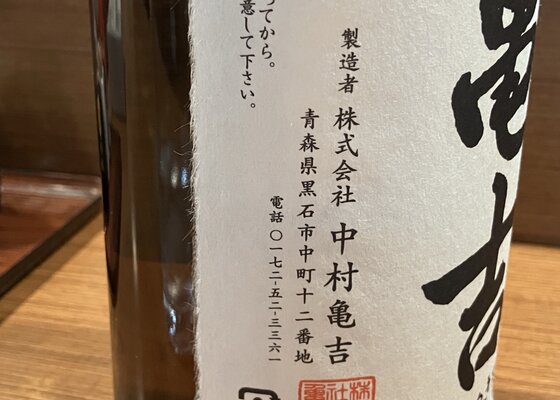 亀吉
製造者 株式会社 中村亀吉
青森県黒石市中町十二番地
電話 〇一七二-五二-三三六一
ってから。
意して下さい。